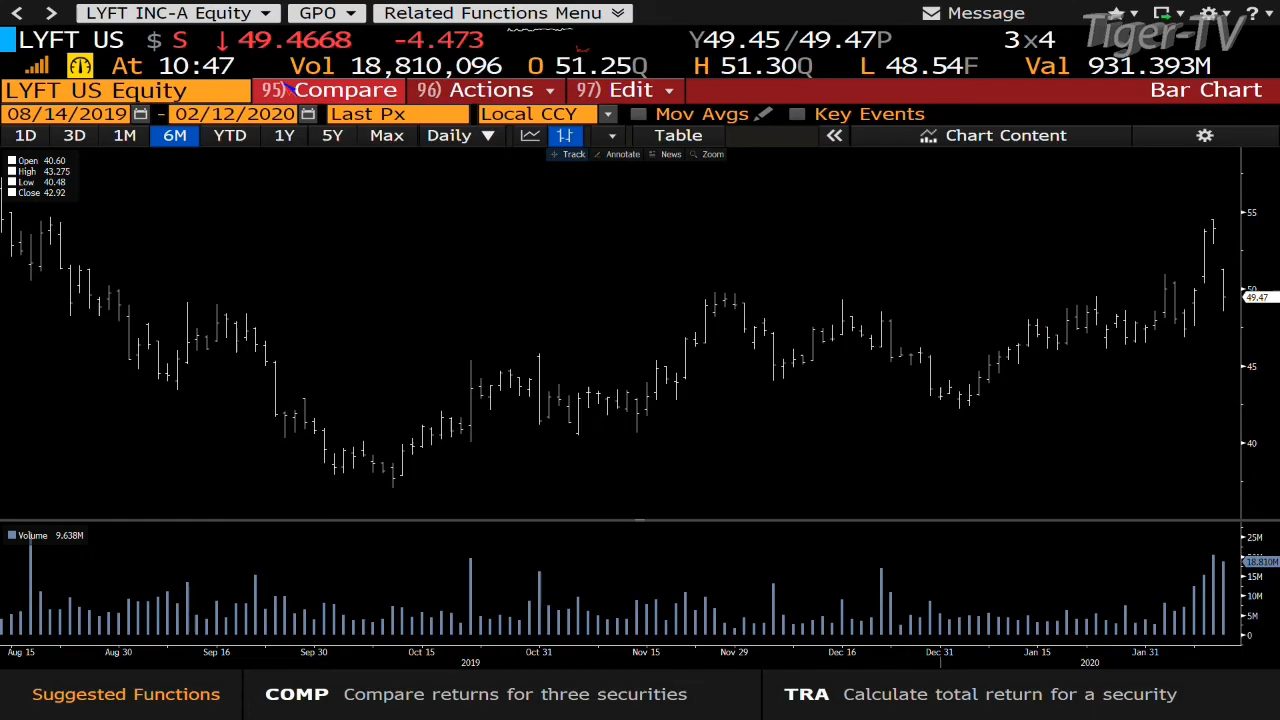 LYFT INC-A Equity GPO Related Functions Menu Message
LYFT US $ S ↓ 49.4668 -4.473 Y49.45/49.47P 3x4 Tiger-TV
At 10:47 Vol 18,810,096 O 51.25Q H 51.30Q L 48.54F Val 931.393M
LYFT US Equity 95) Compare 96) Actions 97) Edit Bar Chart
08/14/2019 - 02/12/2020 Last Px Local CCY Mov Avgs Key Events
1D 3D 1M 6M YTD 1Y 5Y Max Daily ▼ Table « Chart Content
Track Annotate News Zoom
Open 40.60
High 43.275
Low 40.48
Close 42.92
55
50
49.47
45
40
Volume 9.638M
25M
18.810M
15M
10M
5M
0
Aug 15 Aug 30 Sep 16 Sep 30 Oct 15 Oct 31 Nov 15 Nov 29 Dec 16 Dec 31 Jan 15 Jan 31
2019 2020
Suggested Functions COMP Compare returns for three securities TRA Calculate total return for a security